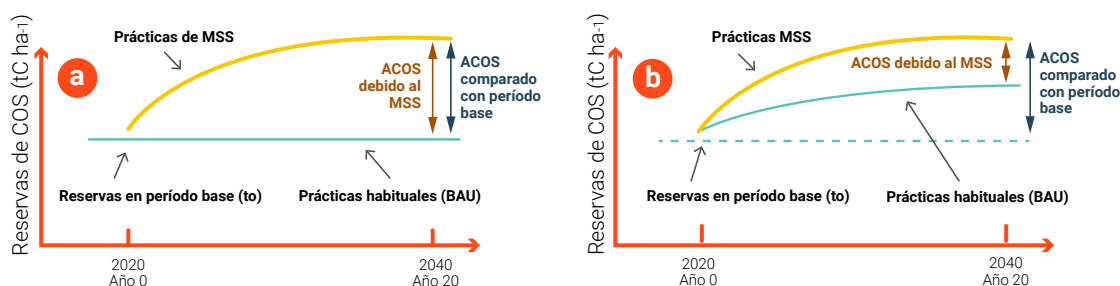 Reservas de COS (tC ha-1)
a
Prácticas de MSS
ACOS
debido al
MSS
ACOS
comparado
con período
base
Reservas en período base (to)
Prácticas habituales (BAU)
2020
Año 0
2040
Año 20
Reservas de COS (tC ha-1)
b
Prácticas MSS
ACOS debido al MSS
ACOS
comparado
con período
base
Reservas en período base (to)
Prácticas habituales (BAU)
2020
Año 0
2040
Año 20